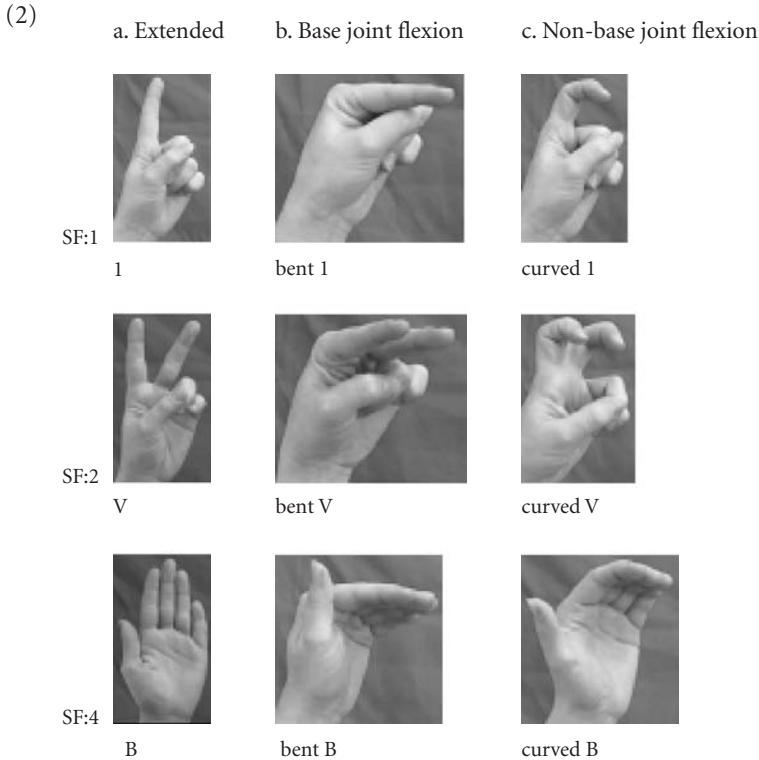 (2)
a. Extended b. Base joint flexion c. Non-base joint flexion
SF:1
1 bent 1 curved 1
SF:2
V bent V curved V
SF:4
B bent B curved B